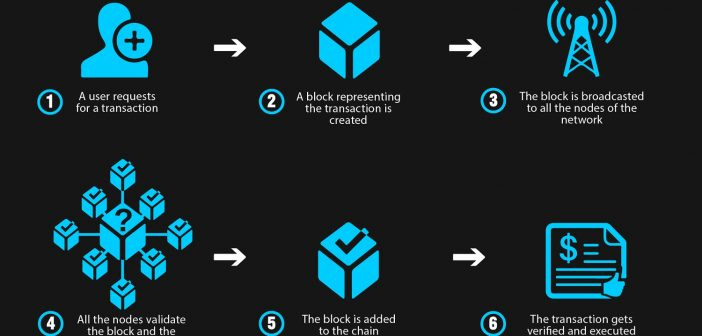 1
A user requests
for a transaction
2
A block representing
the transaction is
created
3
The block is broadcasted
to all the nodes of the
network
?
4
All the nodes validate
the block and the
5
The block is added
to the chain
$
6
The transaction gets
verified and executed